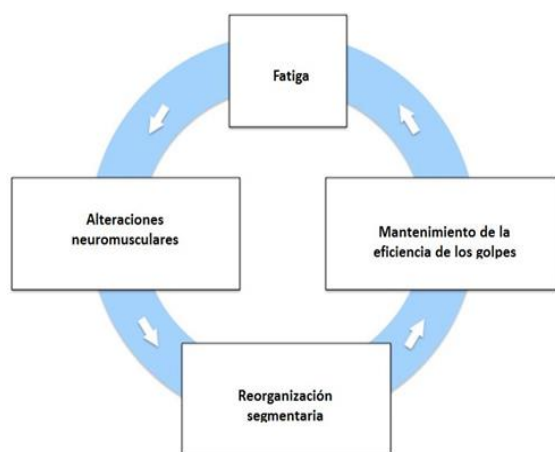 Fatiga
Alteraciones
neuromusculares
Mantenimiento de la
eficiencia de los golpes
Reorganización
segmentaria